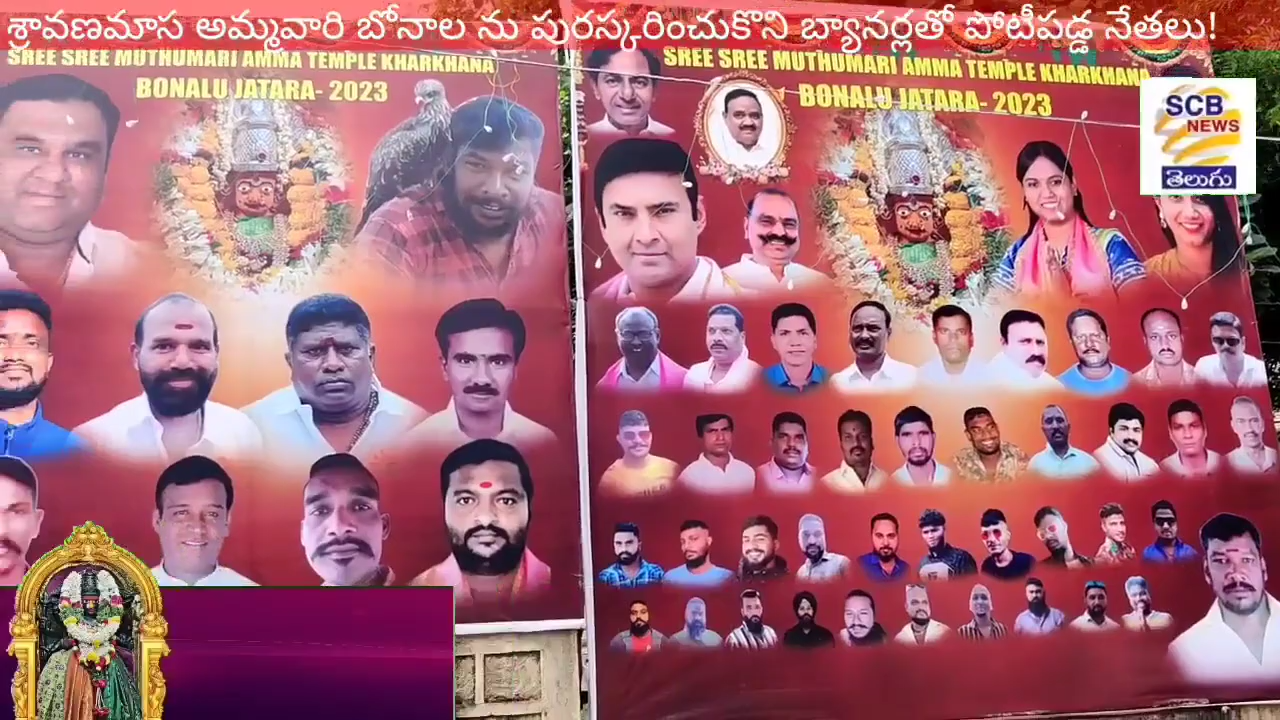 శ్రావణమాస అమ్మవారి బోనాల ను పురస్కరించుకొని బ్యానర్లతో పోటీపడ్డ నేతలు!
SREE SREE MUTHUMARI AMMA TEMPLE KHARKHANA
BONALU JATARA- 2023
SREE SREE MUTHUMARI AMMA TEMPLE KHARKHANA
BONALU JATARA- 2023
SCB
NEWS
తెలుగు